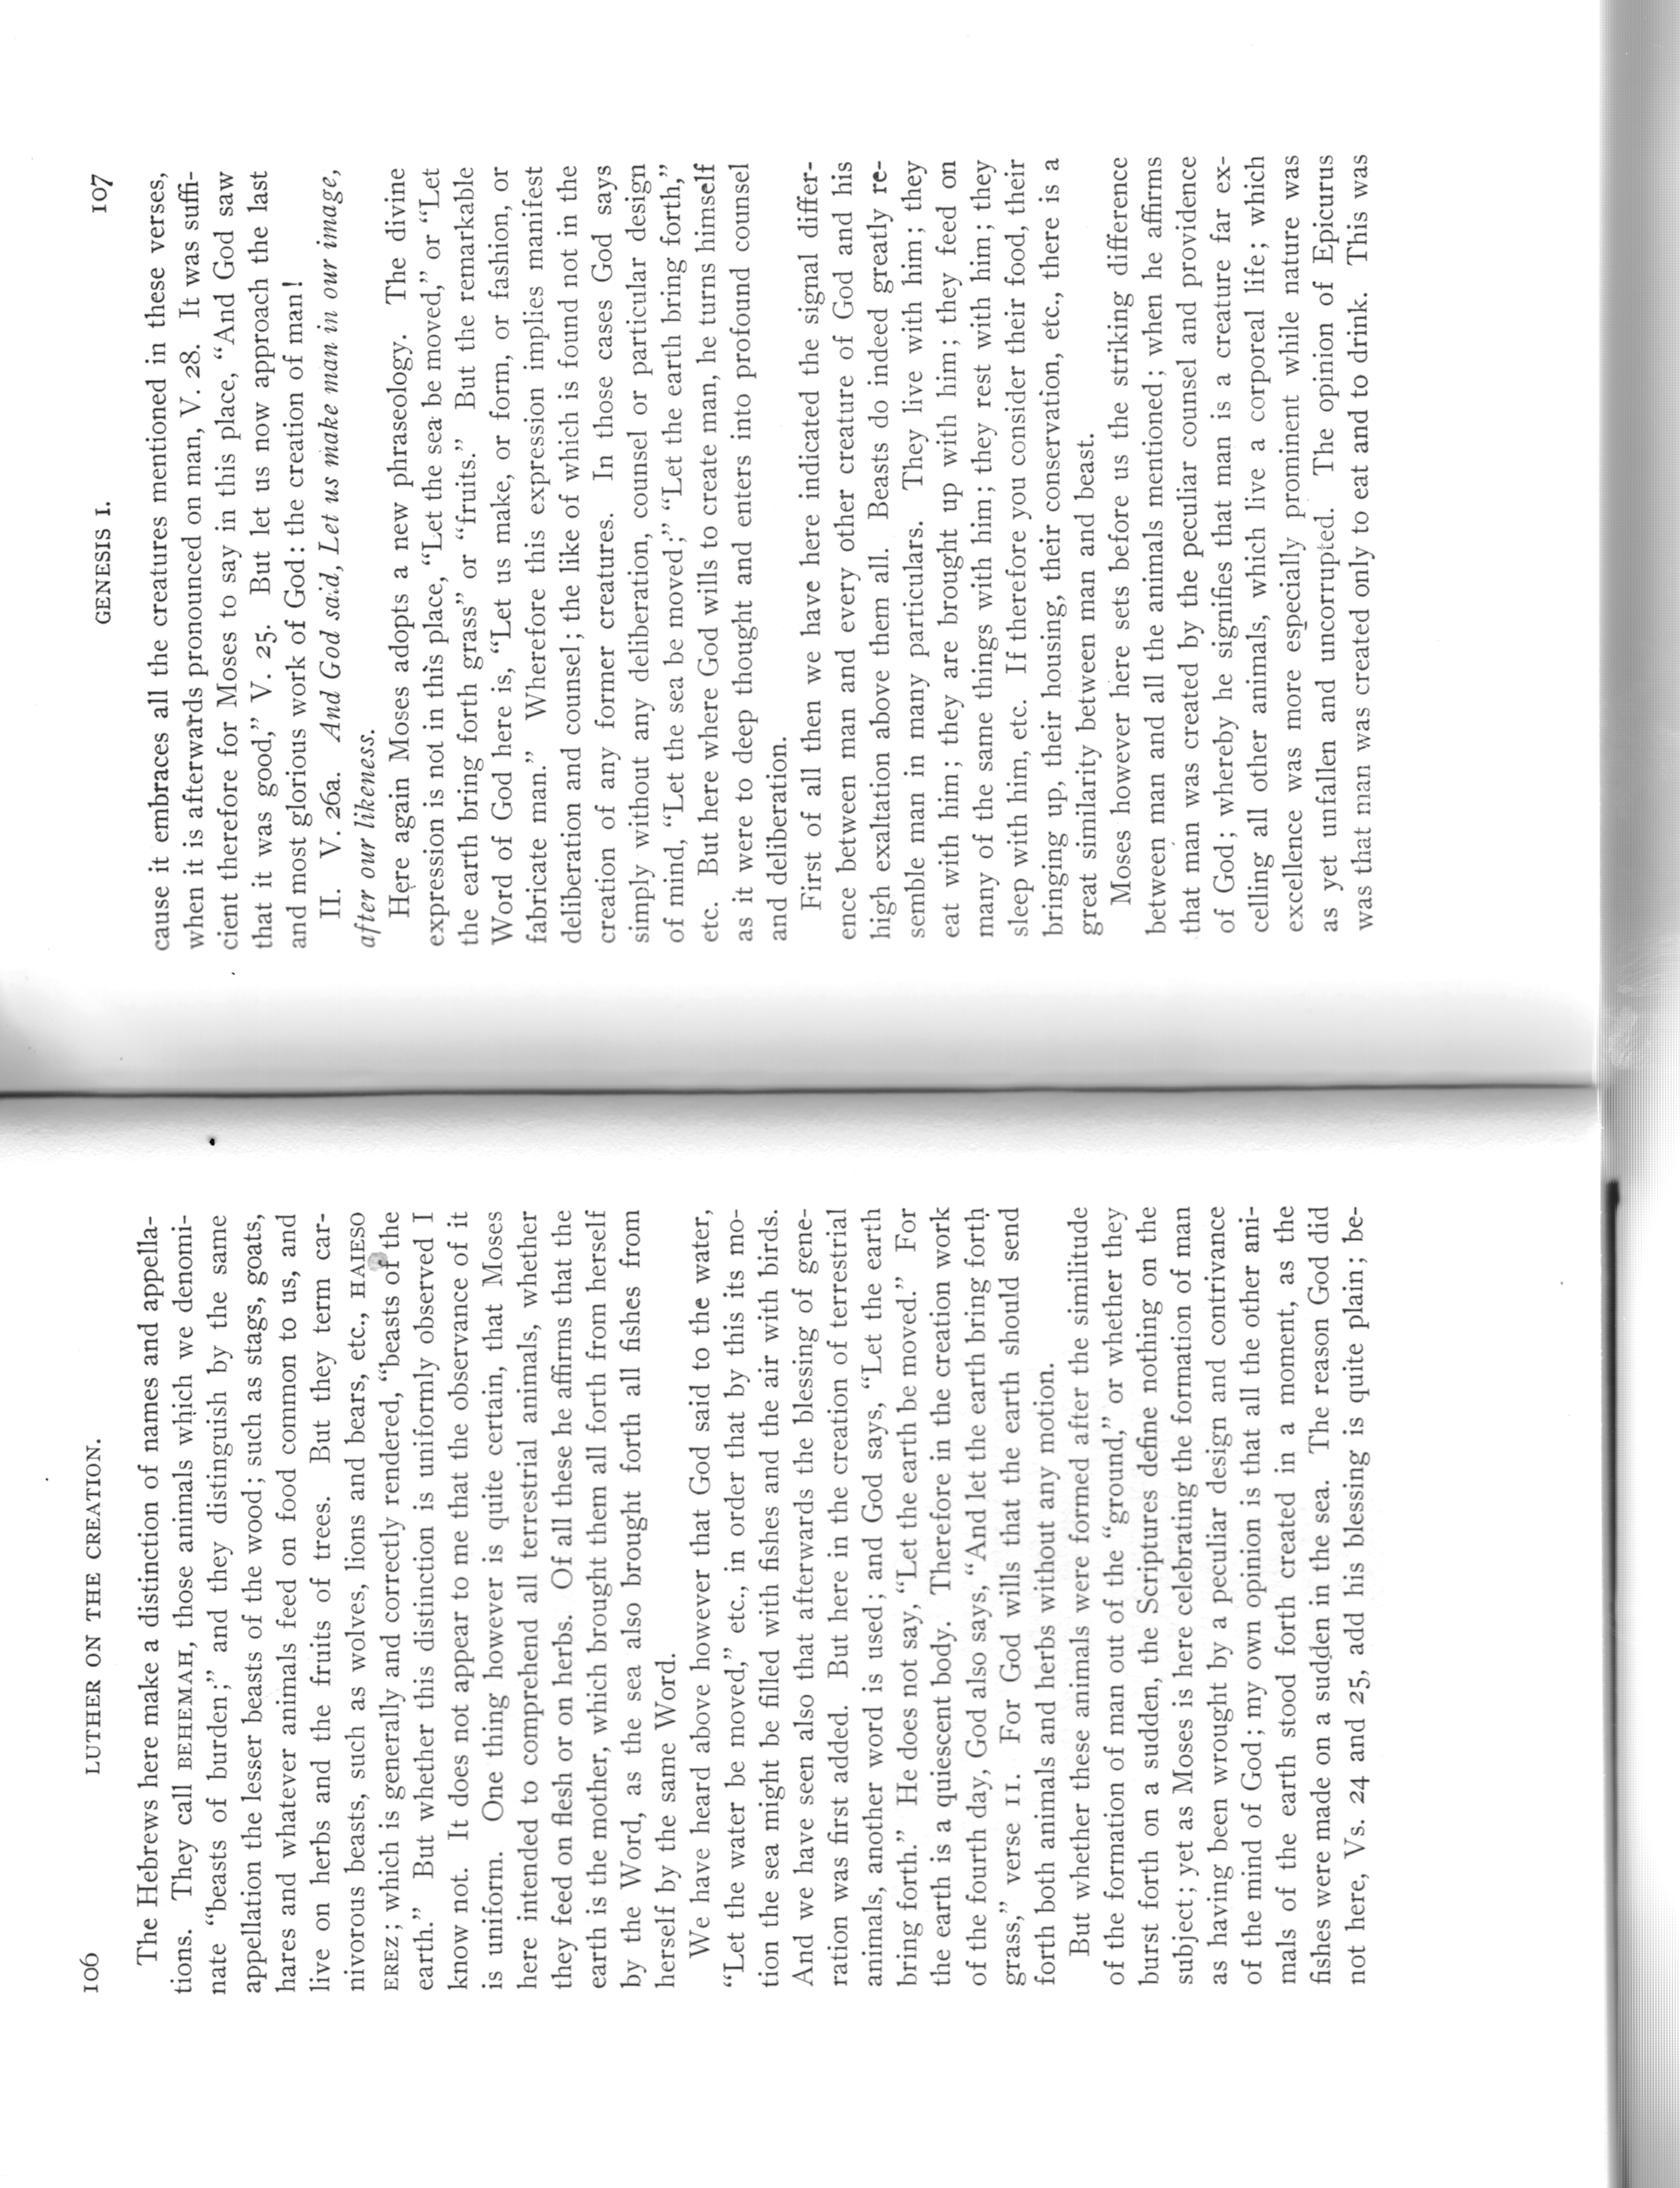 106 LUTHER ON THE CREATION.
The Hebrews here make a distinction of names and appella-
tions. They call BEHEMAH, those animals which we denomi-
nate “beasts of burden;” and they distinguish by the same
appellation the lesser beasts of the wood; such as stags, goats,
hares and whatever animals feed on food common to us, and
live on herbs and the fruits of trees. But they term car-
nivorous beasts, such as wolves, lions and bears, etc., HAIESO
EREZ; which is generally and correctly rendered, “beasts of the
earth.” But whether this distinction is uniformly observed I
know not. It does not appear to me that the observance of it
is uniform. One thing however is quite certain, that Moses
here intended to comprehend all terrestrial animals, whether
they feed on flesh or on herbs. Of all these he affirms that the
earth is the mother, which brought them all forth from herself
by the Word, as the sea also brought forth all fishes from
herself by the same Word.
We have heard above however that God said to the water,
“Let the water be moved,” etc., in order that by this its mo-
tion the sea might be filled with fishes and the air with birds.
And we have seen also that afterwards the blessing of gene-
ration was first added. But here in the creation of terrestrial
animals, another word is used; and God says, “Let the earth
bring forth.” He does not say, “Let the earth be moved.” For
the earth is a quiescent body. Therefore in the creation work
of the fourth day, God also says, “And let the earth bring forth
grass,” verse 11. For God wills that the earth should send
forth both animals and herbs without any motion.
But whether these animals were formed after the similitude
of the formation of man out of the “ground,” or whether they
burst forth on a sudden, the Scriptures define nothing on the
subject; yet as Moses is here celebrating the formation of man
as having been wrought by a peculiar design and contrivance
of the mind of God; my own opinion is that all the other ani-
mals of the earth stood forth created in a moment, as the
fishes were made on a sudden in the sea. The reason God did
not here, Vs. 24 and 25, add his blessing is quite plain; be-
GENESIS I. 107
cause it embraces all the creatures mentioned in these verses,
when it is afterwards pronounced on man, V. 28. It was suffi-
cient therefore for Moses to say in this place, “And God saw
that it was good,” V. 25. But let us now approach the last
and most glorious work of God: the creation of man!
II. V. 26a. And God said, Let us make man in our image,
after our likeness.
Here again Moses adopts a new phraseology. The divine
expression is not in this place, “Let the sea be moved,” or “Let
the earth bring forth grass” or “fruits.” But the remarkable
Word of God here is, “Let us make, or form, or fashion, or
fabricate man.” Wherefore this expression implies manifest
deliberation and counsel; the like of which is found not in the
creation of any former creatures. In those cases God says
simply without any deliberation, counsel or particular design
of mind, “Let the sea be moved;” “Let the earth bring forth,”
etc. But here where God wills to create man, he turns himself
as it were to deep thought and enters into profound counsel
and deliberation.
First of all then we have here indicated the signal differ-
ence between man and every other creature of God and his
high exaltation above them all. Beasts do indeed greatly re-
semble man in many particulars. They live with him; they
eat with him; they are brought up with him; they feed on
many of the same things with him; they rest with him; they
sleep with him, etc. If therefore you consider their food, their
bringing up, their housing, their conservation, etc., there is a
great similarity between man and beast.
Moses however here sets before us the striking difference
between man and all the animals mentioned; when he affirms
that man was created by the peculiar counsel and providence
of God; whereby he signifies that man is a creature far ex-
celling all other animals, which live a corporeal life; which
excellence was more especially prominent while nature was
as yet unfallen and uncorrupted. The opinion of Epicurus
was that man was created only to eat and to drink. This was